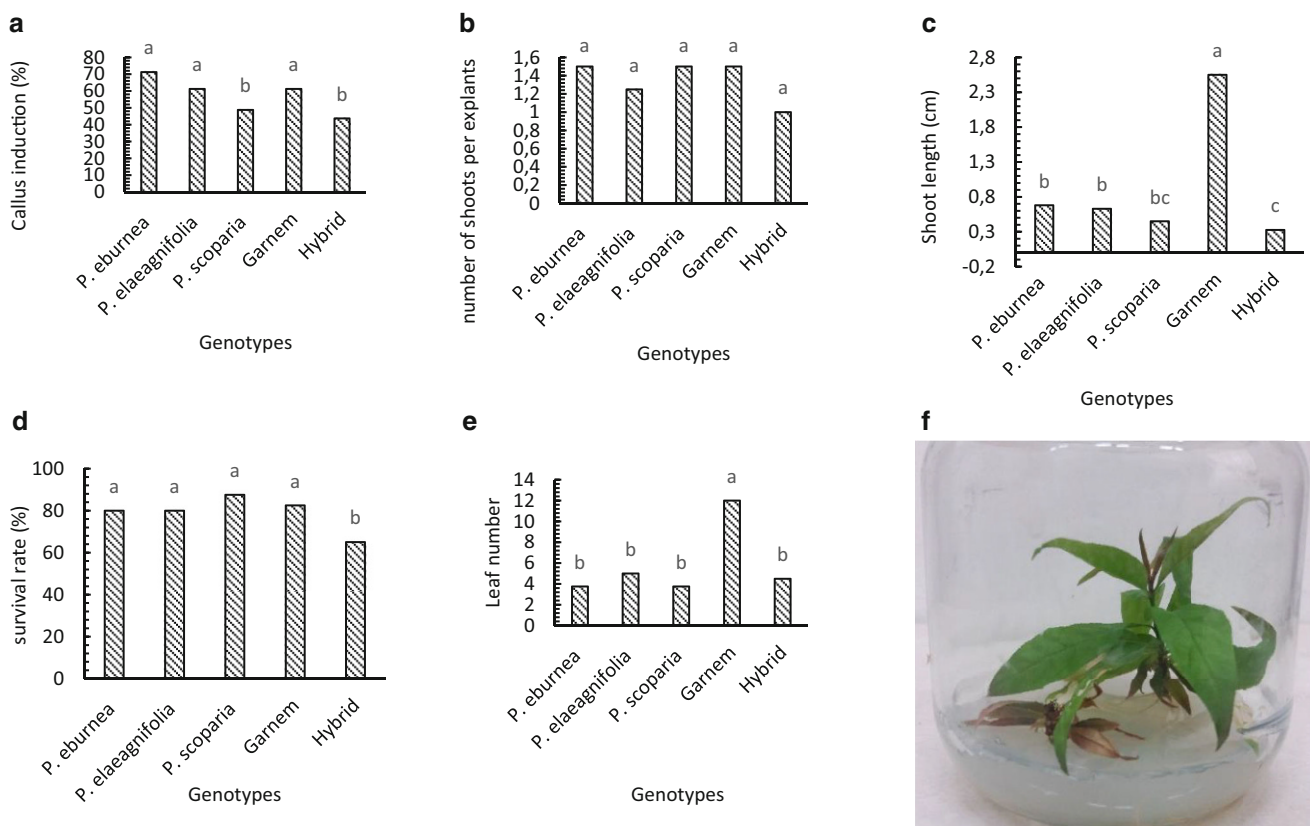 a
Callus induction (%)
80
70
60
50
40
30
20
10
0
a
a
b
a
b
P. eburnea
P. elaeagnifolia
P. scoparia
Garnem
Hybrid
Genotypes
b
number of shoots per explants
1,6
1,4
1,2
1
0,8
0,6
0,4
0,2
0
a
a
a
a
a
P. eburnea
P. elaeagnifolia
P. scoparia
Garnem
Hybrid
Genotypes
c
Shoot length (cm)
2,8
2,3
1,8
1,3
0,8
0,3
-0,2
b
b
bc
a
c
P. eburnea
P. elaeagnifolia
P. scoparia
Garnem
Hybrid
Genotypes
d
survival rate (%)
100
80
60
40
20
0
a
a
a
a
b
P. eburnea
P. elaeagnifolia
P. scoparia
Garnem
Hybrid
Genotypes
e
Leaf number
14
12
10
8
6
4
2
0
b
b
b
a
b
P. eburnea
P. elaeagnifolia
P. scoparia
Garnem
Hybrid
Genotypes
f